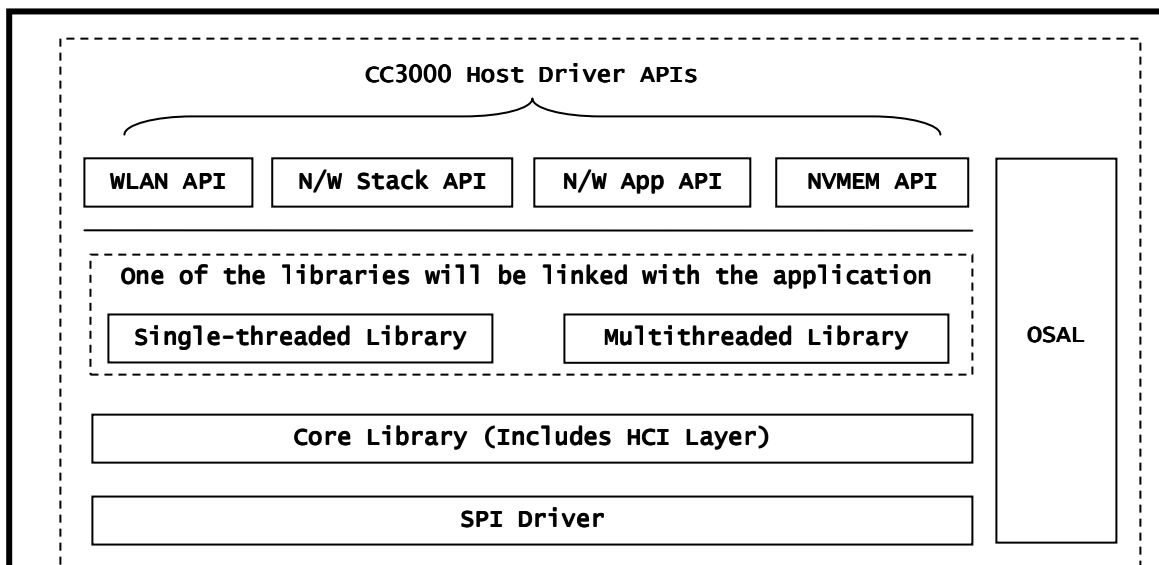 CC3000 Host Driver APIs
WLAN API
N/W Stack API
N/W App API
NVMEM API
One of the libraries will be linked with the application
Single-threaded Library
Multithreaded Library
OSAL
Core Library (Includes HCI Layer)
SPI Driver